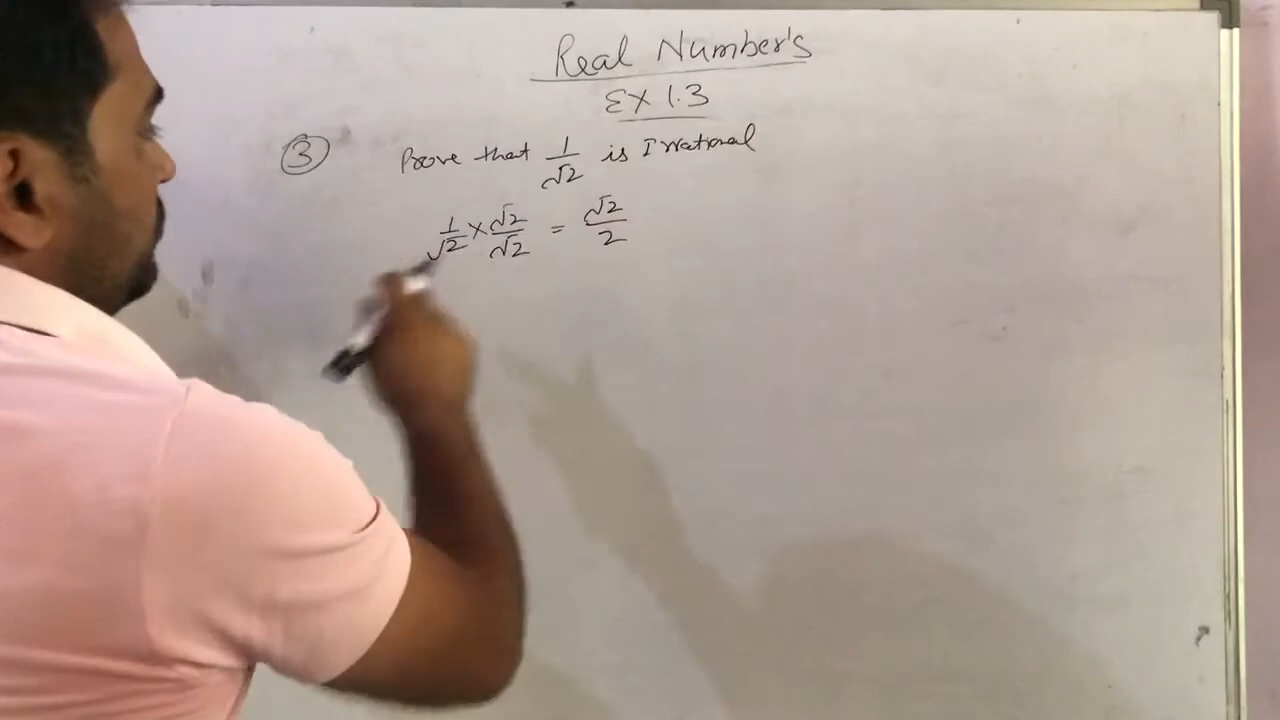 Real Number's
EX 1.3
③ Prove that 1/√2 is Irrational
1/√2 × √2/√2 = √2/2